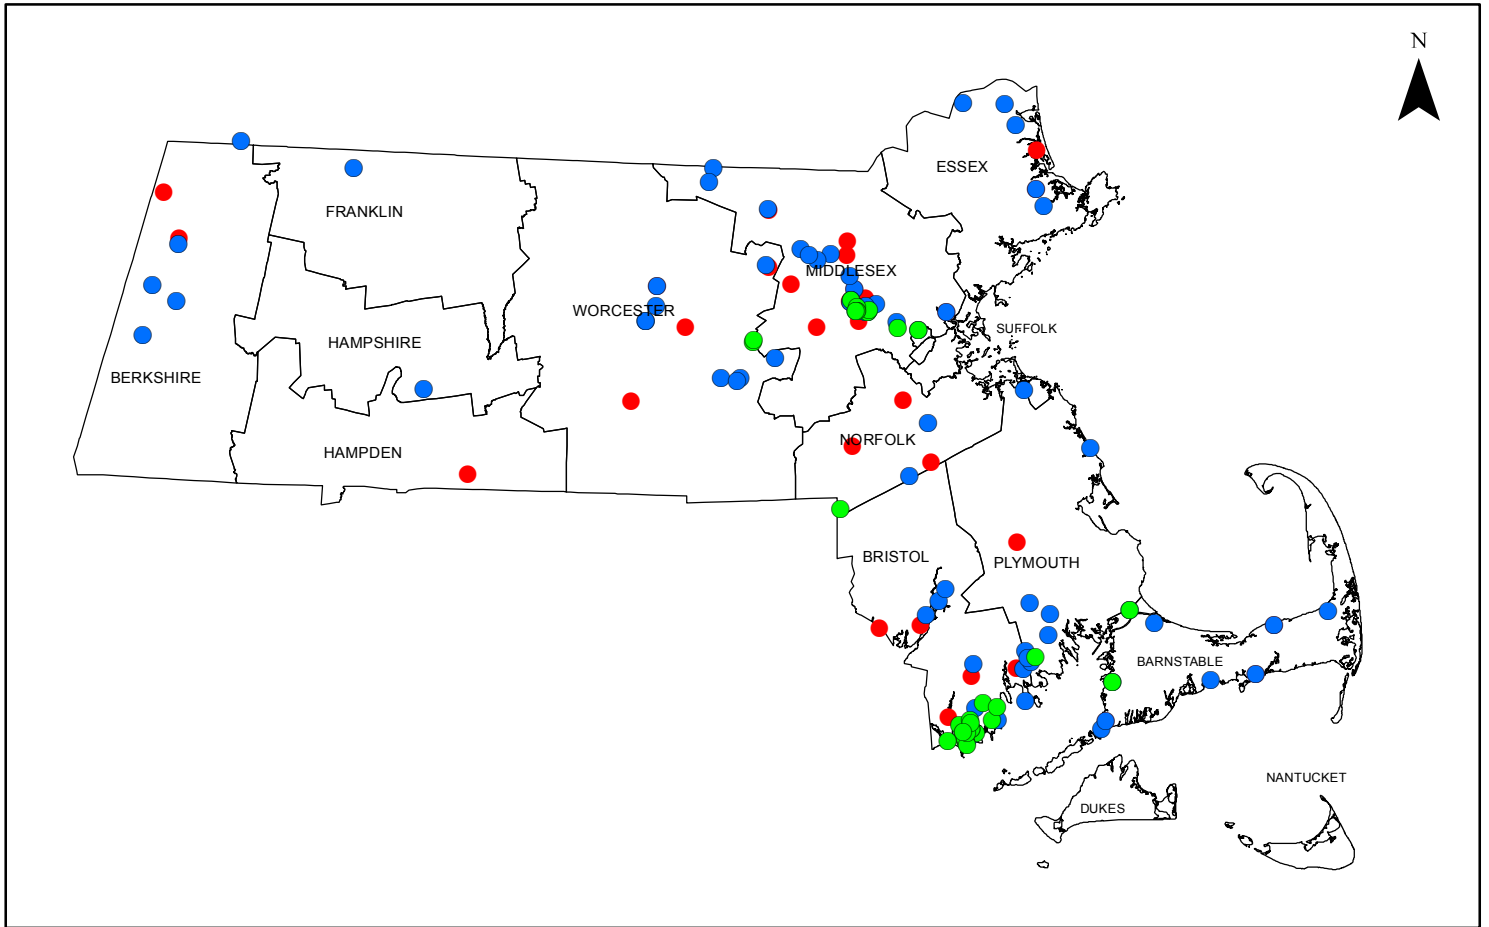 N
ESSEX
FRANKLIN
MIDDLESEX
WORCESTER
SUFFOLK
HAMPSHIRE
BERKSHIRE
NORFOLK
HAMPDEN
BRISTOL
PLYMOUTH
BARNSTABLE
NANTUCKET
DUKES